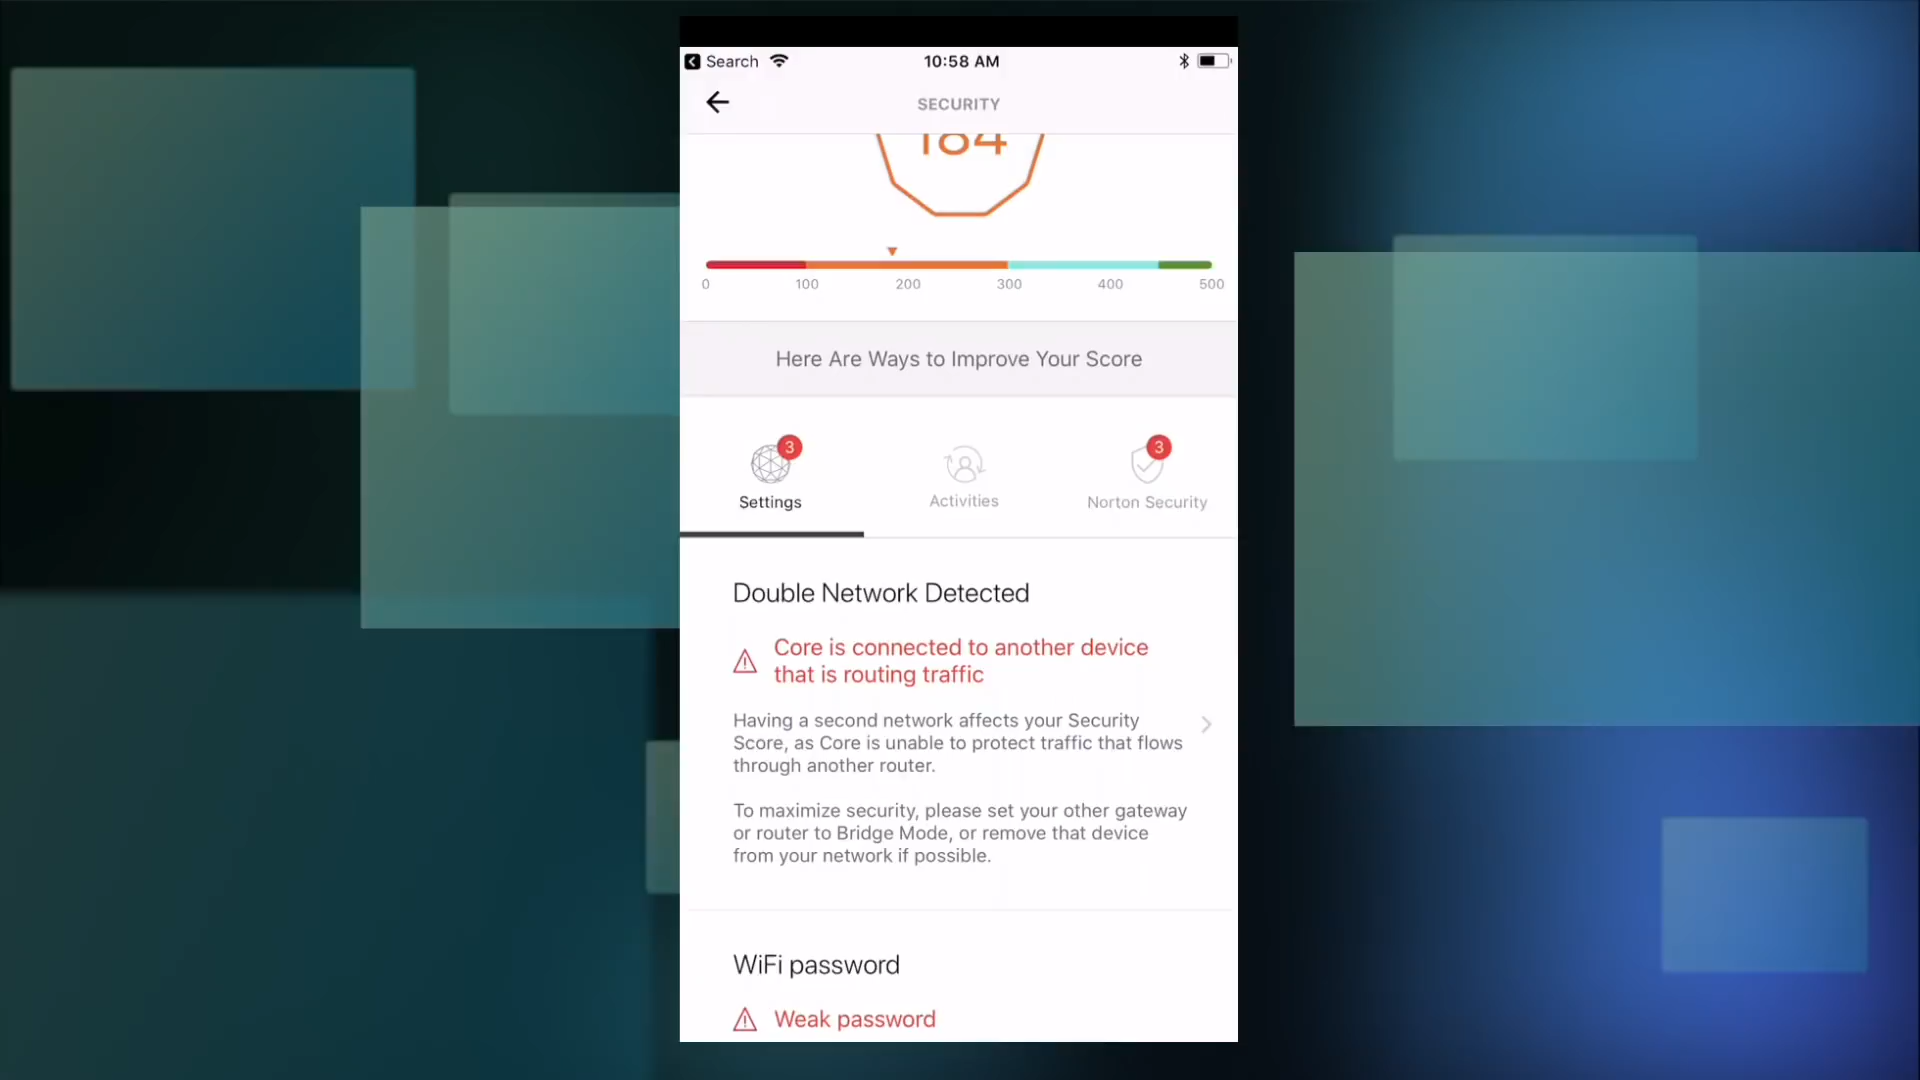 Search
10:58 AM
SECURITY
184
0 100 200 300 400 500
Here Are Ways to Improve Your Score
3
3
Settings
Activities
Norton Security
Double Network Detected
Core is connected to another device
that is routing traffic
Having a second network affects your Security
Score, as Core is unable to protect traffic that flows
through another router.
To maximize security, please set your other gateway
or router to Bridge Mode, or remove that device
from your network if possible.
WiFi password
Weak password